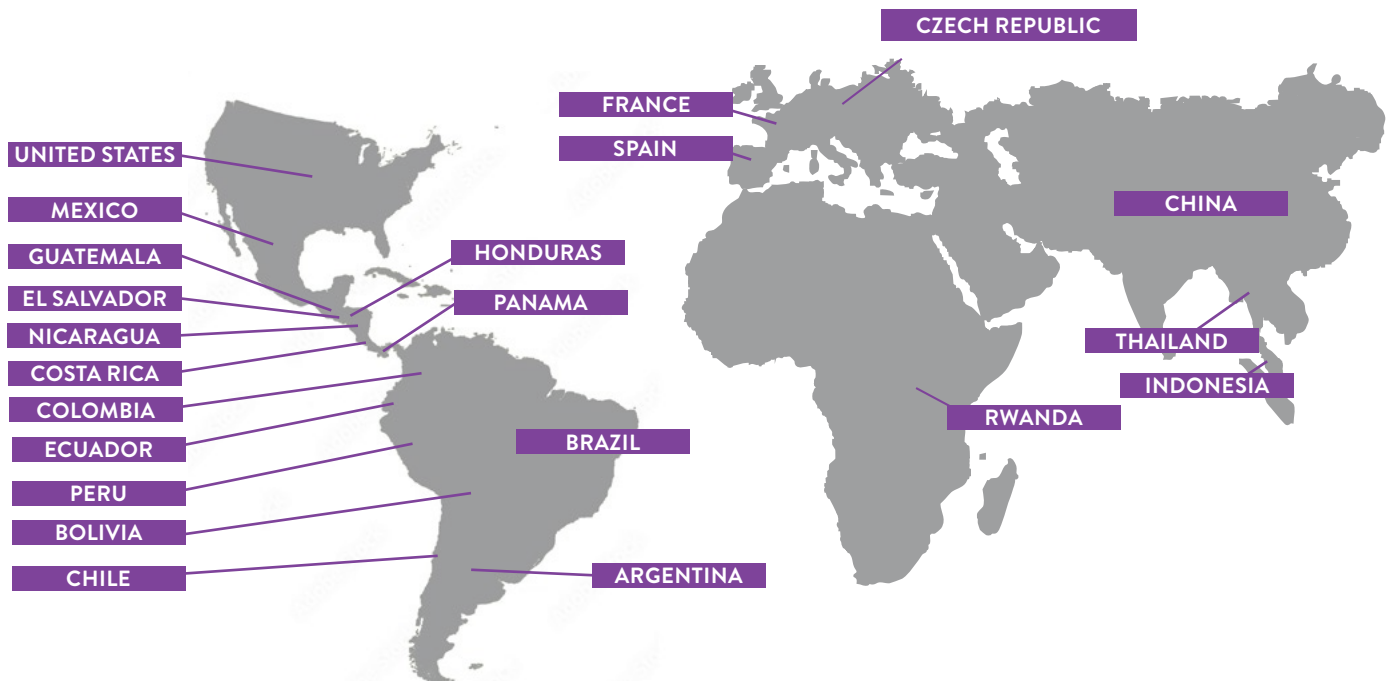 CZECH REPUBLIC
FRANCE
SPAIN
UNITED STATES
MEXICO
GUATEMALA
EL SALVADOR
NICARAGUA
COSTA RICA
COLOMBIA
ECUADOR
PERU
BOLIVIA
CHILE
HONDURAS
PANAMA
BRAZIL
ARGENTINA
CHINA
THAILAND
INDONESIA
RWANDA